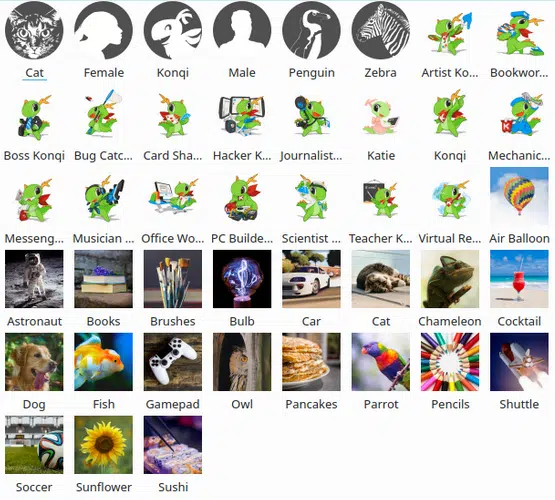 Cat Female Konqi Male Penguin Zebra Artist Ko... Bookwor...
Boss Konqi Bug Catc... Card Sha... Hacker K... Journalist... Katie Konqi Mechanic...
Messeng... Musician ... Office Wo... PC Builde... Scientist ... Teacher K... Virtual Re... Air Balloon
Astronaut Books Brushes Bulb Car Cat Chameleon Cocktail
Dog Fish Gamepad Owl Pancakes Parrot Pencils Shuttle
Soccer Sunflower Sushi